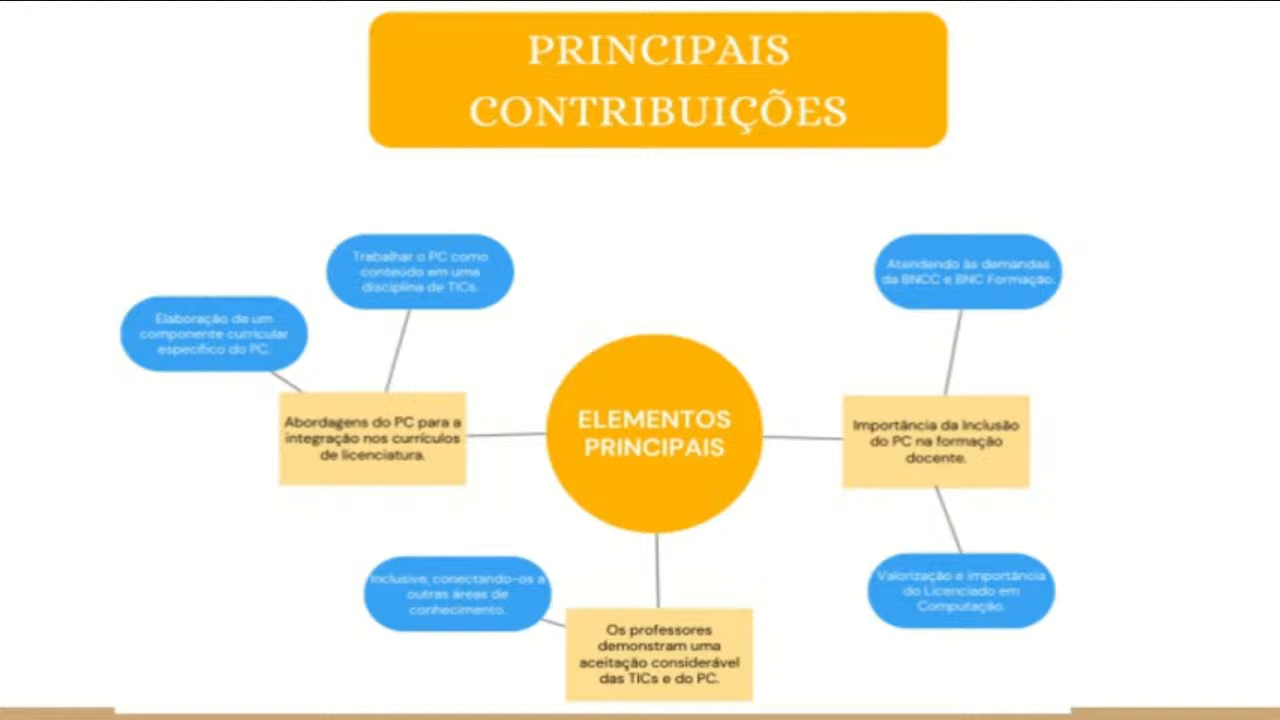 PRINCIPAIS
CONTRIBUIÇÕES
Trabalhar o PC como
conteúdo em uma
disciplina de TICs.
Elaboração de um
componente curricular
específico do PC.
Abordagens do PC para a
integração nos currículos
de licenciatura.
ELEMENTOS
PRINCIPAIS
Atendendo às demandas
da BNCC e BNC Formação.
Importância da Inclusão
do PC na formação
docente.
Valorização e importância
do Licenciado em
Computação.
Inclusive, conectando-os a
outras áreas de
conhecimento.
Os professores
demonstram uma
aceitação considerável
das TICs e do PC.